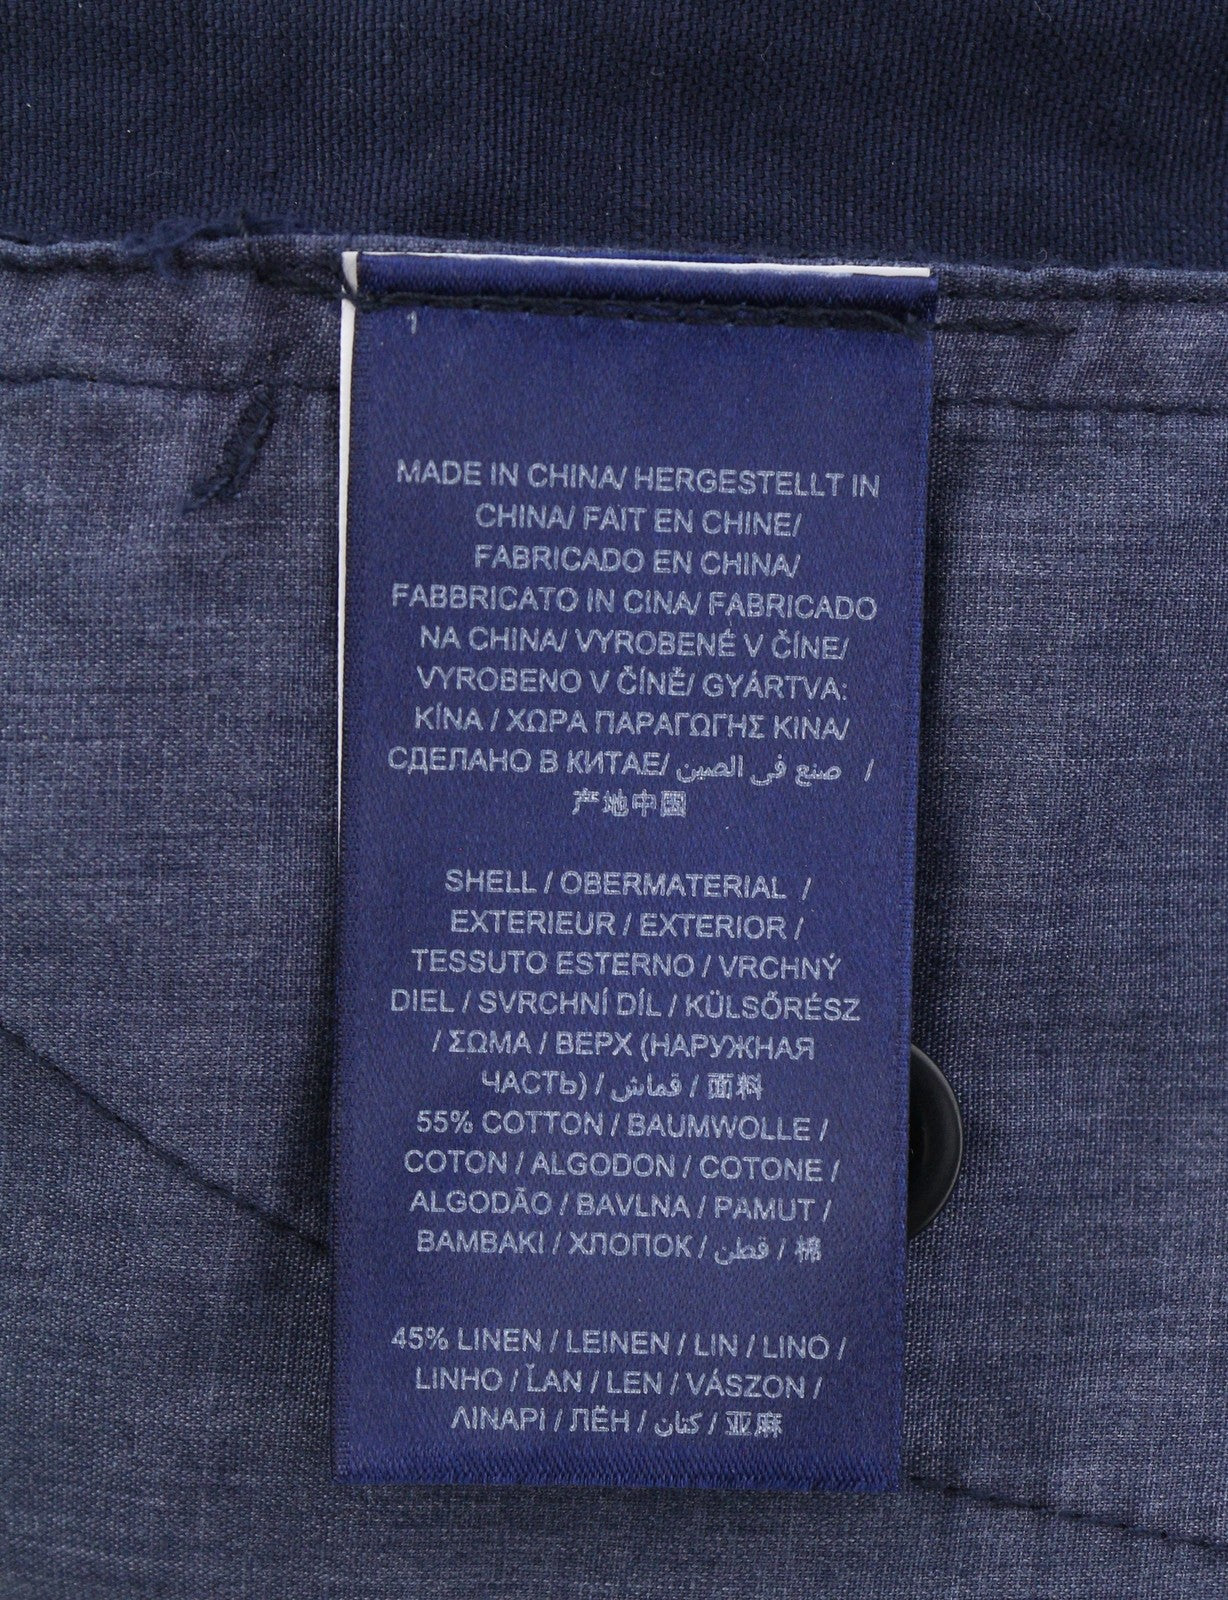 1
MADE IN CHINA/ HERGESTELLT IN
CHINA/ FAIT EN CHINE/
FABRICADO EN CHINA/
FABBRICATO IN CINA/ FABRICADO
NA CHINA/ VYROBENÉ V ČÍNE/
VYROBENO V ČÍNĚ/ GYÁRTVA:
KÍNA / ΧΩΡΑ ΠΑΡΑΓΩΓΗΣ ΚΙΝΑ/
СДЕЛАНО В КИТАЕ/ صنع في الصين /
产地中国
SHELL / OBERMATERIAL /
EXTERIEUR / EXTERIOR /
TESSUTO ESTERNO / VRCHNÝ
DIEL / SVRCHNÍ DÍL / KÜLSŐRÉSZ
/ ΣΩΜΑ / ВЕРХ (НАРУЖНАЯ
ЧАСТЬ) / قماش / 面料
55% COTTON / BAUMWOLLE /
COTON / ALGODON / COTONE /
ALGODÃO / BAVLNA / PAMUT /
ΒΑΜΒΑΚΙ / ХЛОПОК / قطن / 棉
45% LINEN / LEINEN / LIN / LINO /
LINHO / ĽAN / LEN / VÁSZON /
ΛΙΝΑΡΙ / ЛЁН / كتان / 亚麻